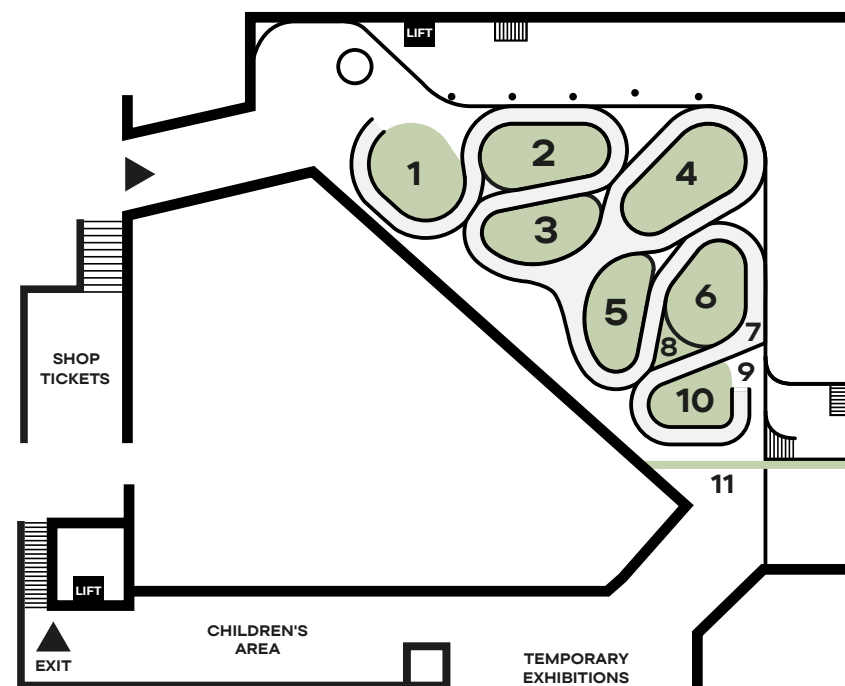 LIFT
1
2
3
4
5
6
7
8
9
10
11
SHOP
TICKETS
LIFT
EXIT
CHILDREN'S
AREA
TEMPORARY
EXHIBITIONS